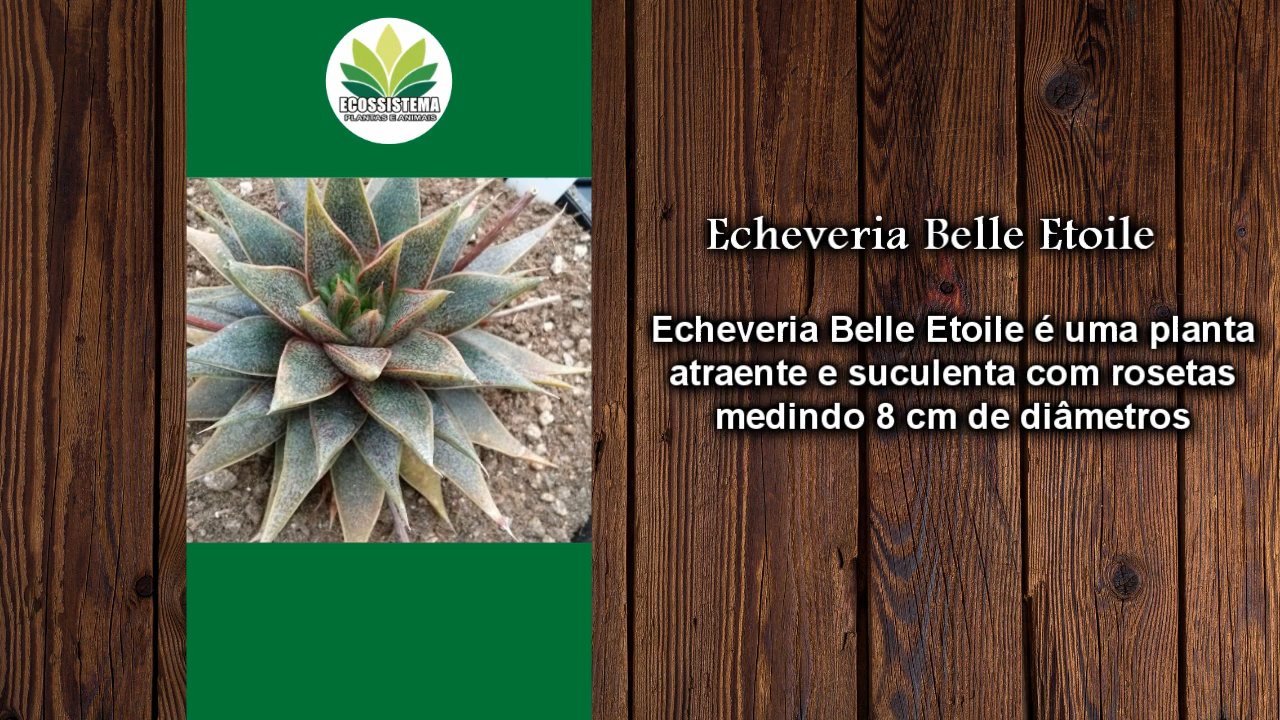 ECOSSISTEMA
PLANTAS E ANIMAIS
Echeveria Belle Etoile
Echeveria Belle Etoile é uma planta
atraente e suculenta com rosetas
medindo 8 cm de diâmetros